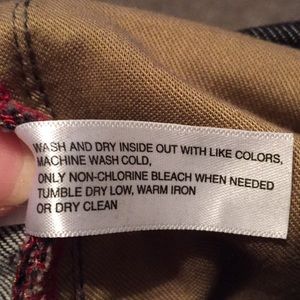 WASH AND DRY INSIDE OUT WITH LIKE COLORS,
MACHINE WASH COLD,
ONLY NON-CHLORINE BLEACH WHEN NEEDED
TUMBLE DRY LOW, WARM IRON
OR DRY CLEAN